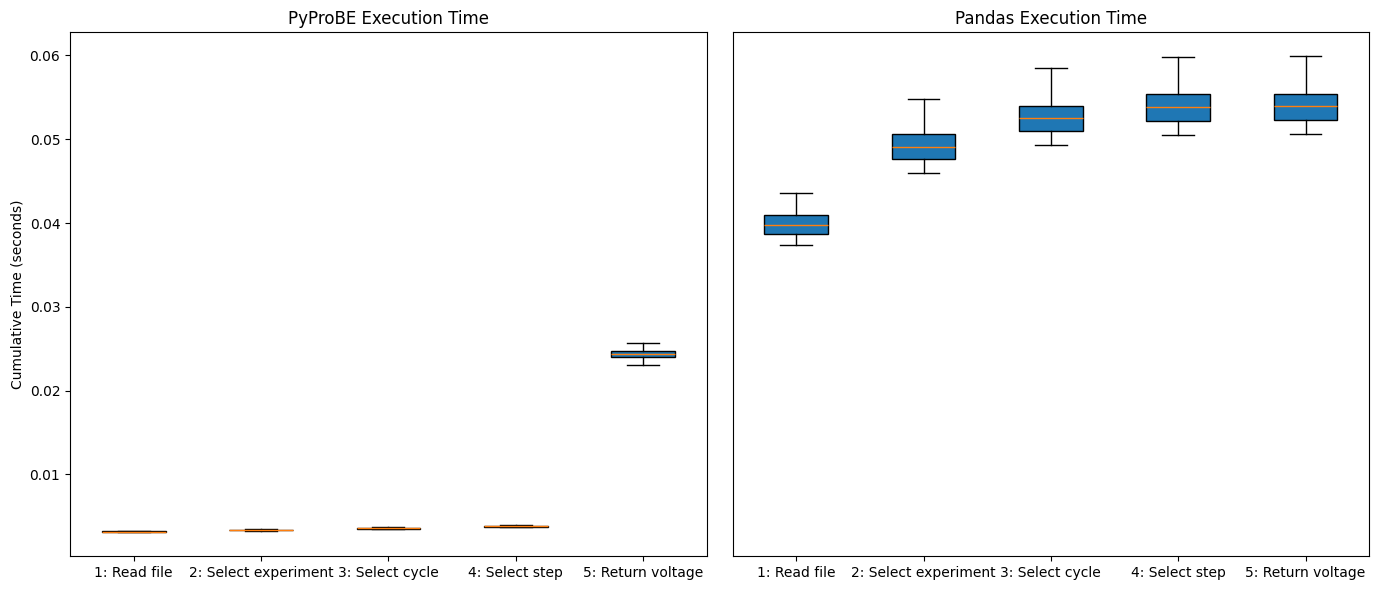 PyProBE Execution Time
Pandas Execution Time
Cumulative Time (seconds)
0.06
0.05
0.04
0.03
0.02
0.01
1: Read file
2: Select experiment
3: Select cycle
4: Select step
5: Return voltage
1: Read file
2: Select experiment
3: Select cycle
4: Select step
5: Return voltage